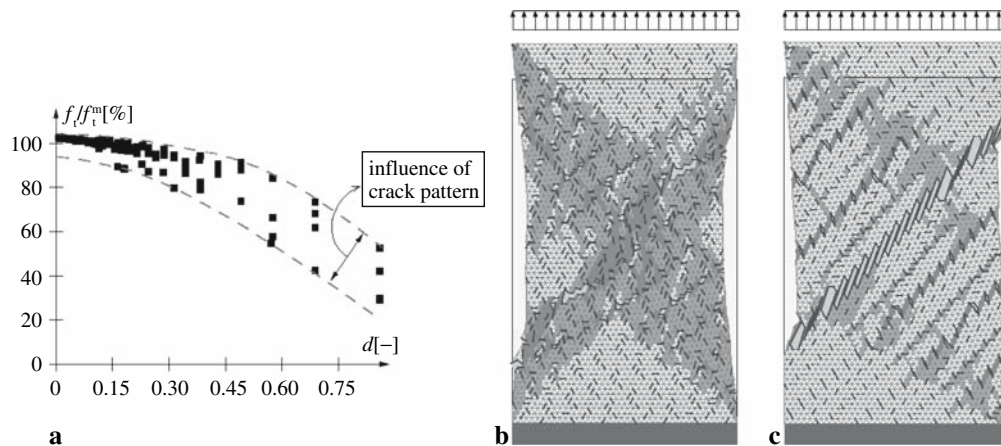 f_t/f_t^m[%]
100
80
60
40
20
0
influence of
crack pattern
d[-]
0 0.15 0.30 0.45 0.60 0.75
a b c